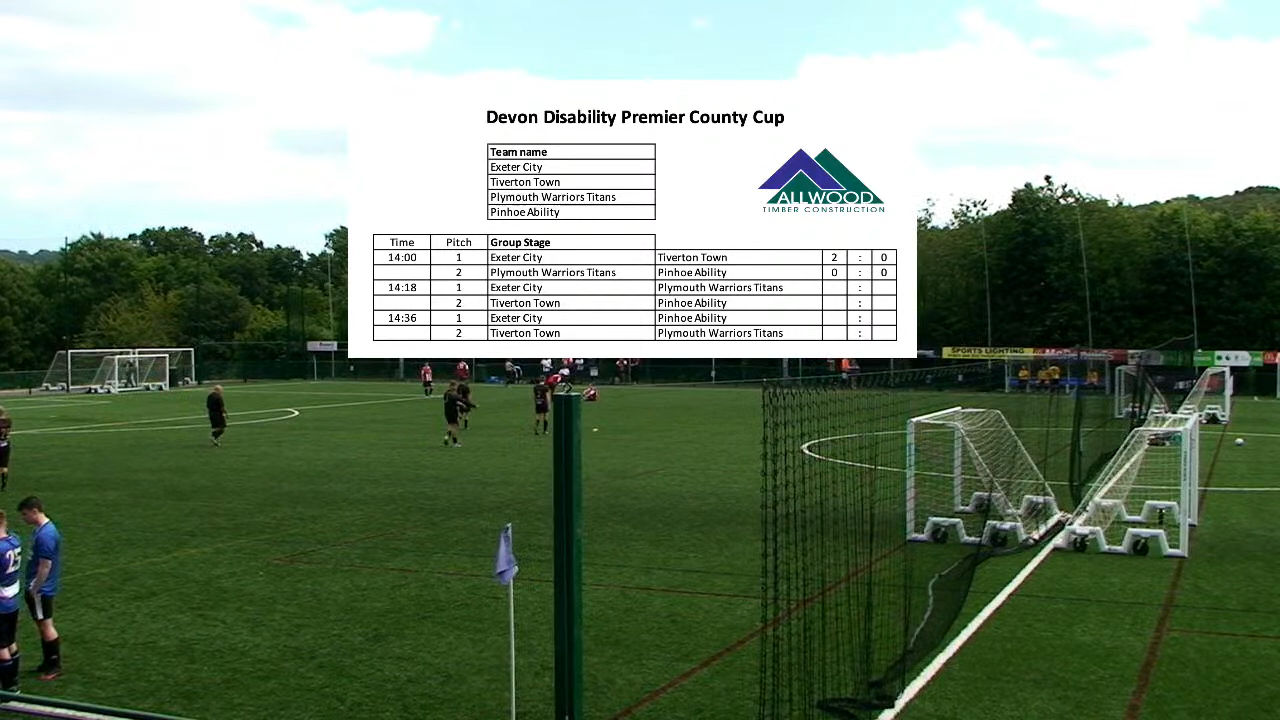 Devon Disability Premier County Cup
Team name
Exeter City
Tiverton Town
Plymouth Warriors Titans
Pinhoe Ability
ALLWOOD
TIMBER CONSTRUCTION
Time Pitch Group Stage
14:00 1 Exeter City Tiverton Town 2 : 0
2 Plymouth Warriors Titans Pinhoe Ability 0 : 0
14:18 1 Exeter City Plymouth Warriors Titans :
2 Tiverton Town Pinhoe Ability :
14:36 1 Exeter City Pinhoe Ability :
2 Tiverton Town Plymouth Warriors Titans :
SPORTS LIGHTING
25